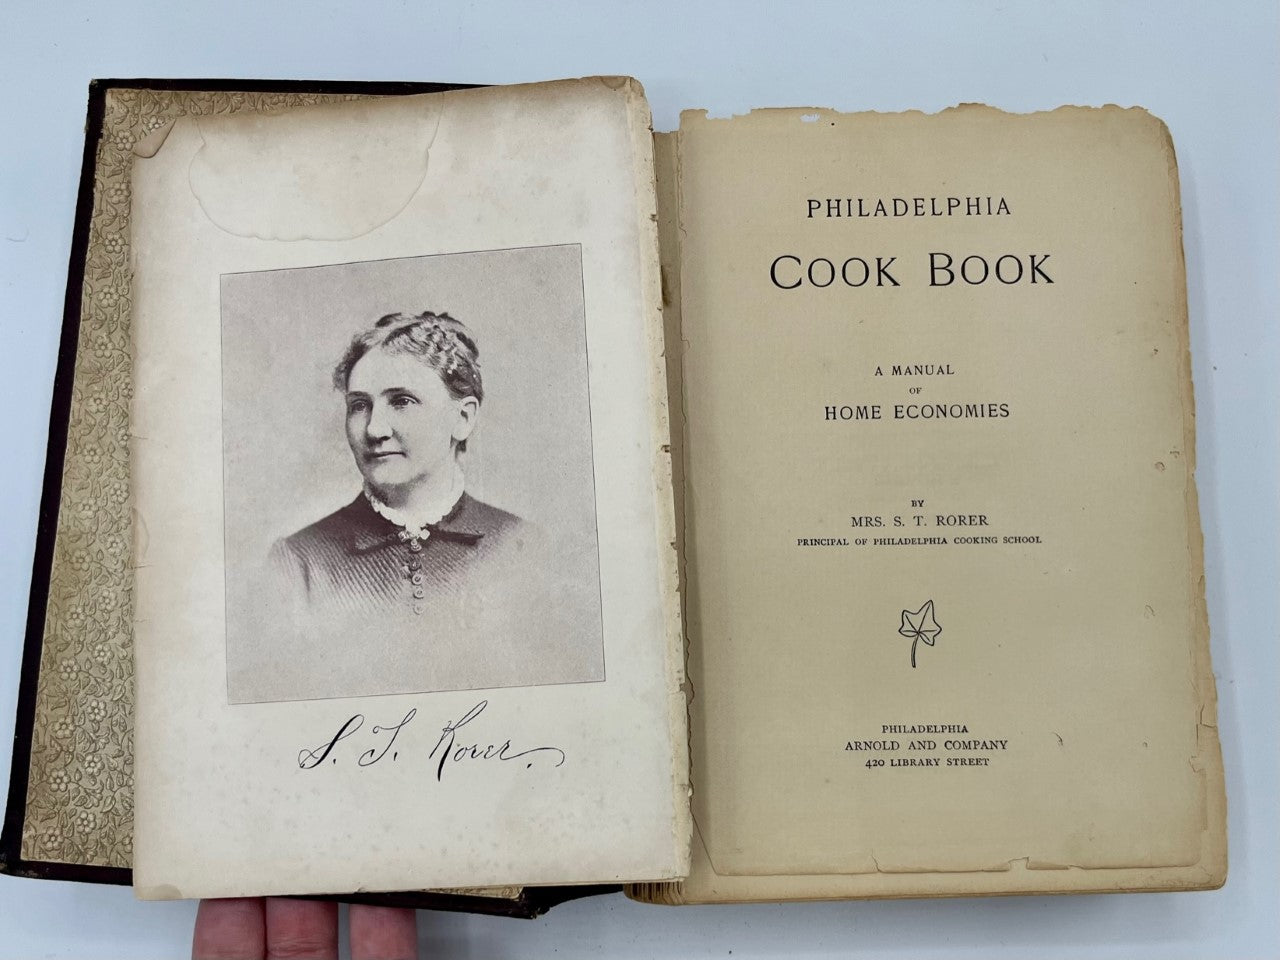 S. T. Rorer.
PHILADELPHIA
COOK BOOK
A MANUAL
OF
HOME ECONOMIES
BY
MRS. S. T. RORER
PRINCIPAL OF PHILADELPHIA COOKING SCHOOL
PHILADELPHIA
ARNOLD AND COMPANY
420 LIBRARY STREET